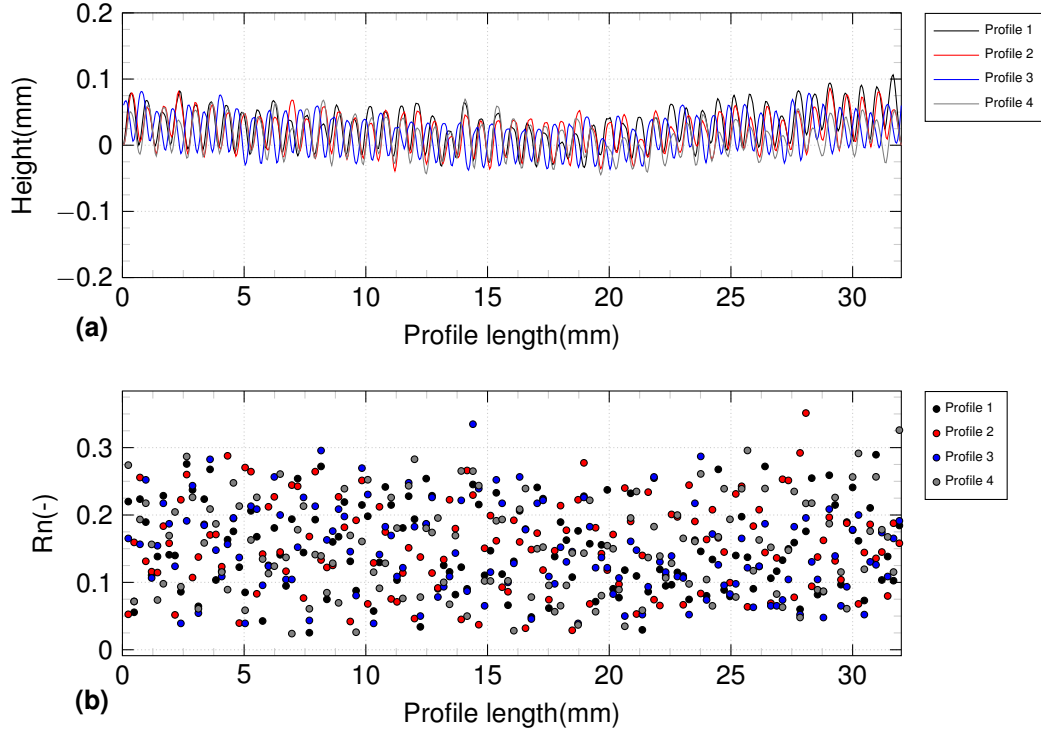 0.2
0.1
0
−0.1
−0.2
Height(mm)
0 5 10 15 20 25 30
Profile length(mm)
(a)
Profile 1
Profile 2
Profile 3
Profile 4
0.3
0.2
0.1
0
Rn(-)
0 5 10 15 20 25 30
Profile length(mm)
(b)
Profile 1
Profile 2
Profile 3
Profile 4